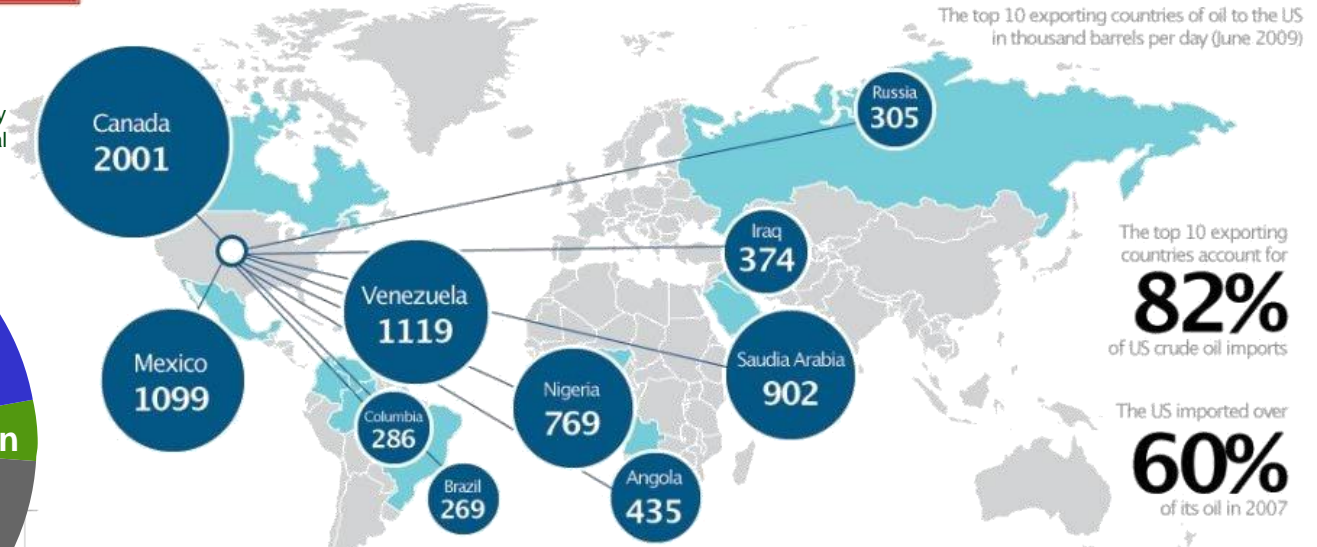 The top 10 exporting countries of oil to the US
in thousand barrels per day (June 2009)
y
al
Canada
2001
Russia
305
Iraq
374
Venezuela
1119
Mexico
1099
Saudia Arabia
902
Nigeria
769
Columbia
286
Brazil
269
Angola
435
n
The top 10 exporting
countries account for
82%
of US crude oil imports
The US imported over
60%
of its oil in 2007